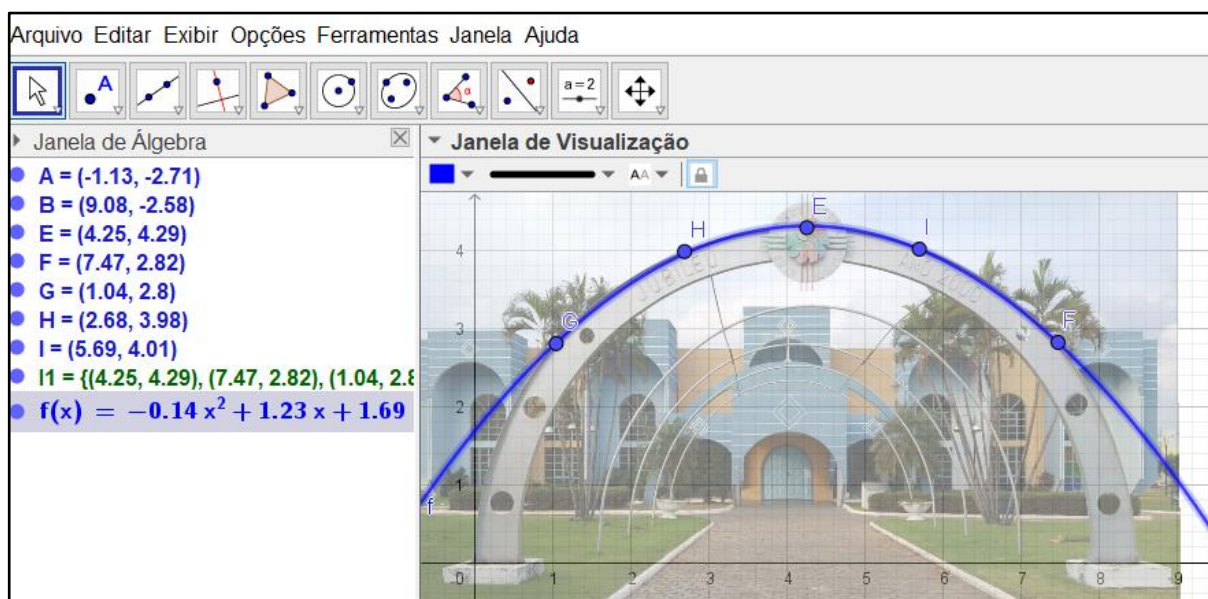 Arquivo Editar Exibir Opções Ferramentas Janela Ajuda
A
α
a=2
Janela de Álgebra
Janela de Visualização
AA
A = (-1.13, -2.71)
B = (9.08, -2.58)
E = (4.25, 4.29)
F = (7.47, 2.82)
G = (1.04, 2.8)
H = (2.68, 3.98)
I = (5.69, 4.01)
l1 = {(4.25, 4.29), (7.47, 2.82), (1.04, 2.8
f(x) = −0.14 x² + 1.23 x + 1.69
E
H
I
4
JUBILEU
ANO 2000
G
F
3
2
1
f
0 1 2 3 4 5 6 7 8 9